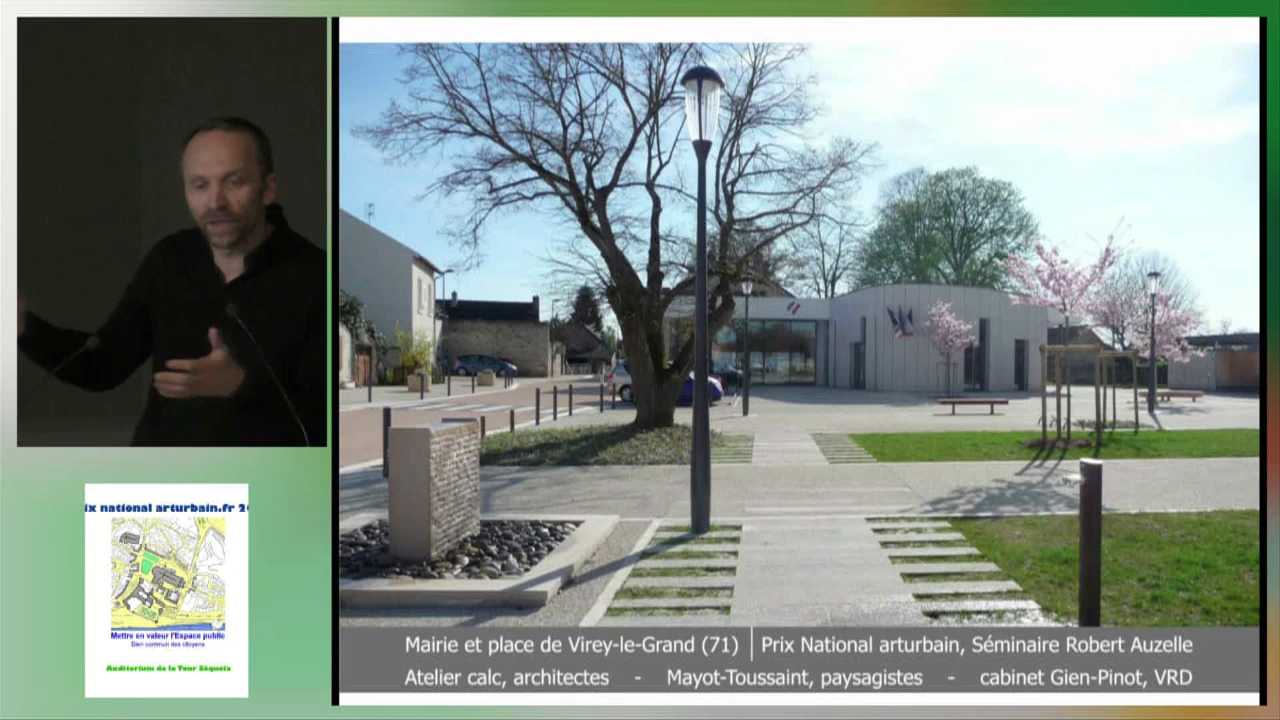 ix national arturbain.fr 2
Mettre en valeur l'Espace public
Bien commun des citoyens
Auditorium de la Tour Séquoia
Mairie et place de Virey-le-Grand (71) | Prix National arturbain, Séminaire Robert Auzelle
Atelier calc, architectes - Mayot-Toussaint, paysagistes - cabinet Gien-Pinot, VRD